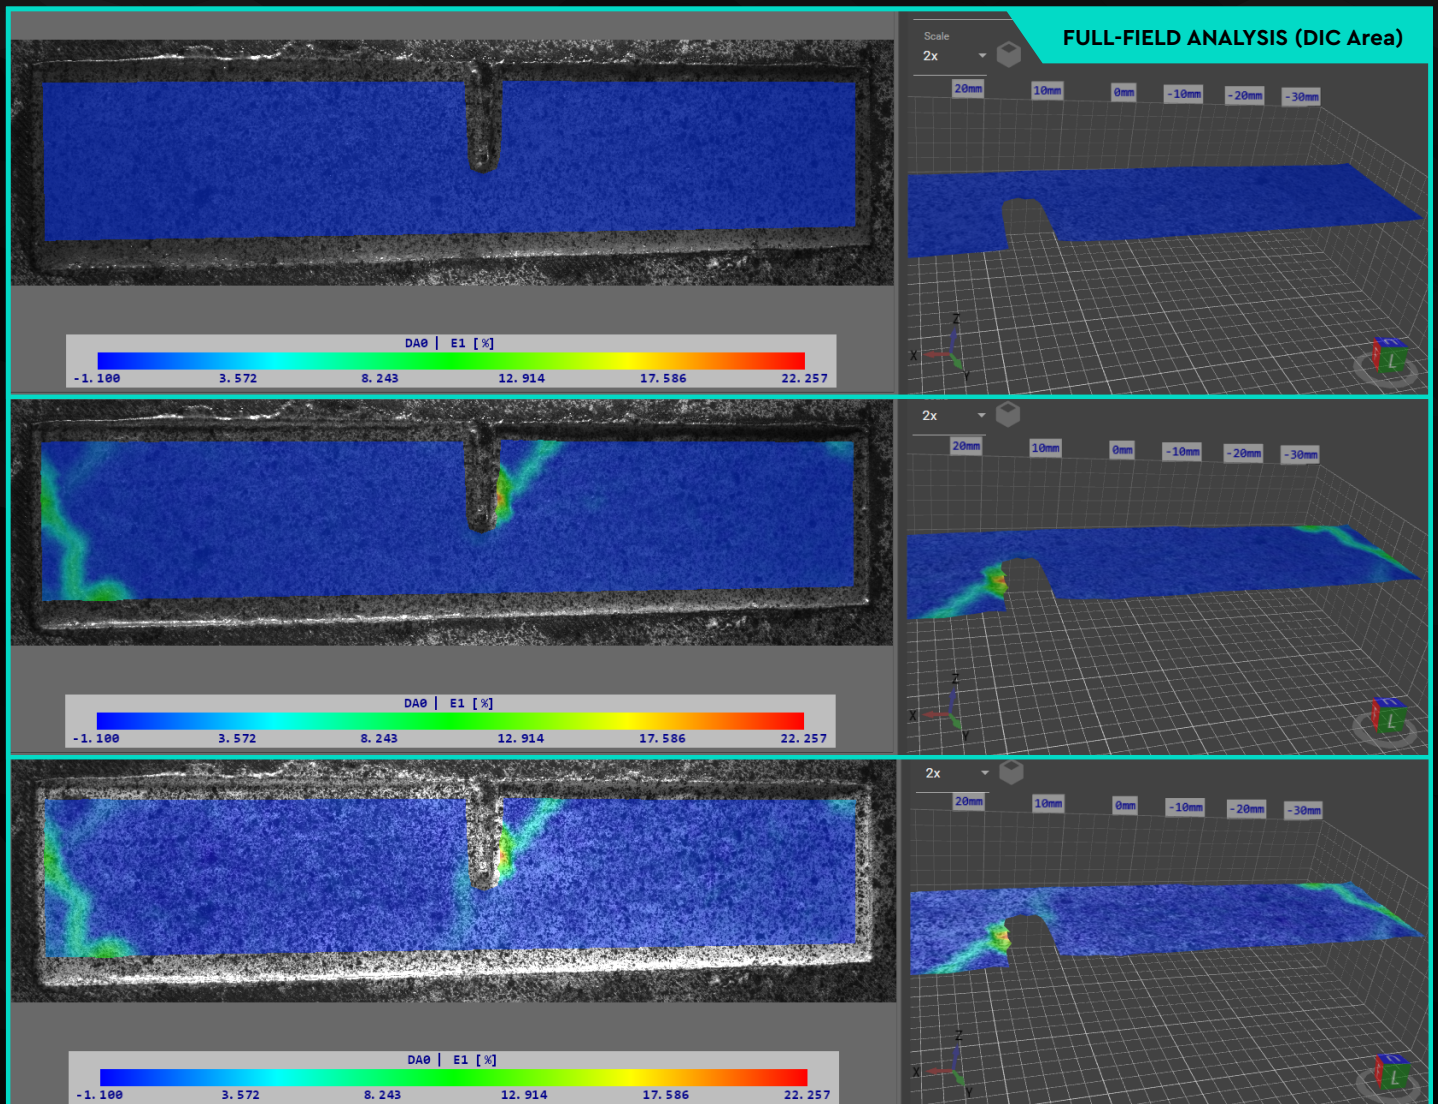 FULL-FIELD ANALYSIS (DIC Area)
Scale
2x
20mm 10mm 0mm -10mm -20mm -30mm
DA0 | E1 [%]
-1.100 3.572 8.243 12.914 17.586 22.257
Z
X
Y
L
2x
20mm 10mm 0mm -10mm -20mm -30mm
DA0 | E1 [%]
-1.100 3.572 8.243 12.914 17.586 22.257
Z
X
Y
L
2x
20mm 10mm 0mm -10mm -20mm -30mm
DA0 | E1 [%]
-1.100 3.572 8.243 12.914 17.586 22.257
Z
X
Y
L